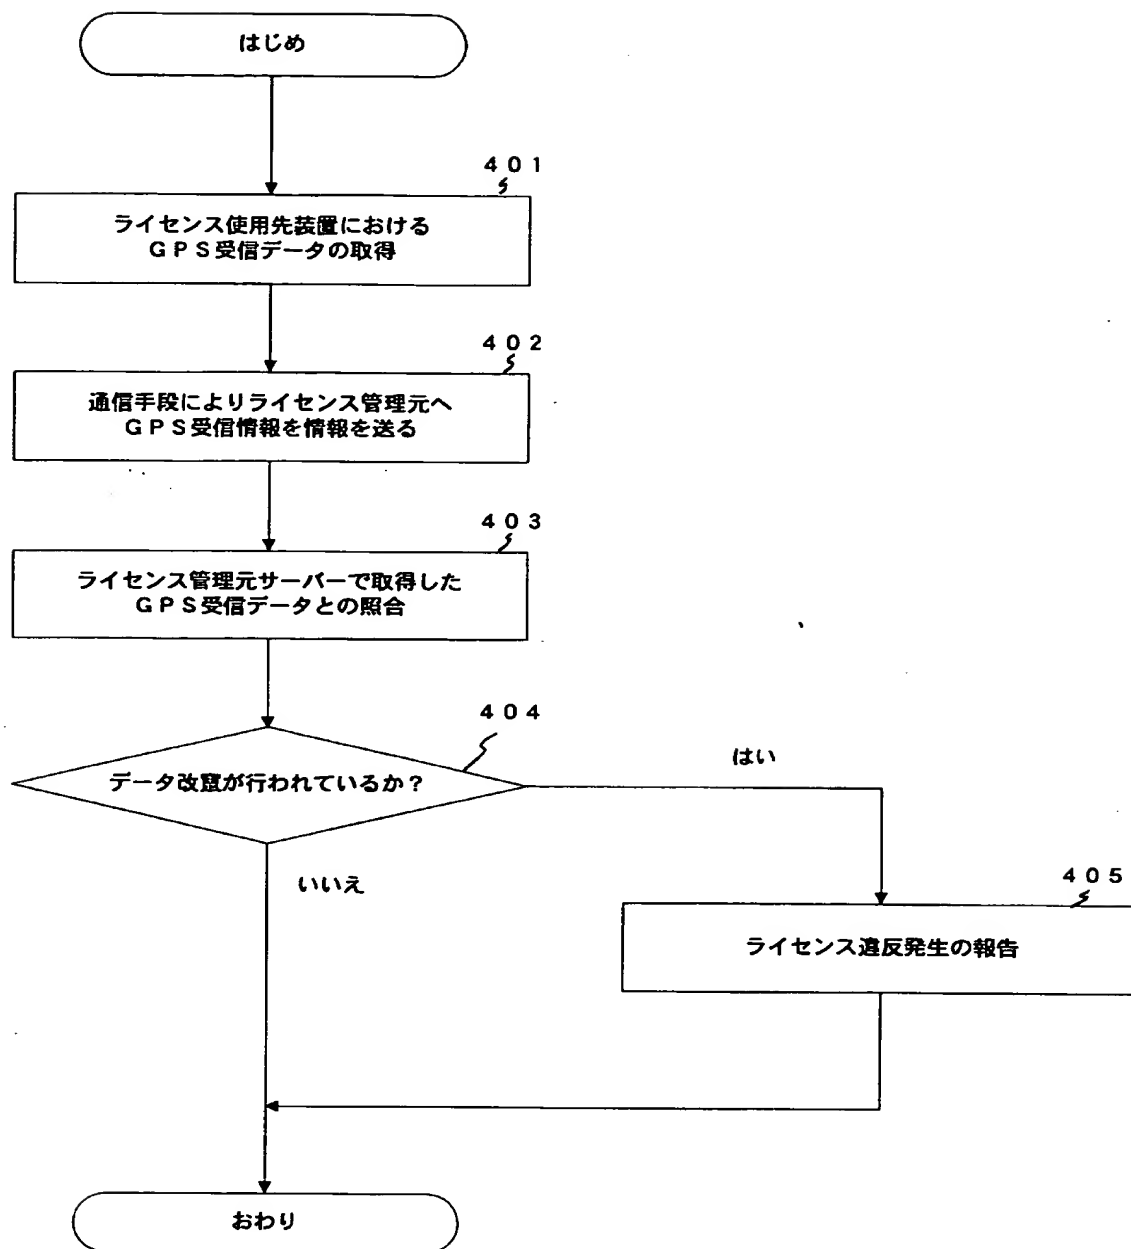 はじめ
４０１
ライセンス使用先装置における
ＧＰＳ受信データの取得
４０２
通信手段によりライセンス管理元へ
ＧＰＳ受信情報を情報を送る
４０３
ライセンス管理元サーバーで取得した
ＧＰＳ受信データとの照合
４０４
データ改竄が行われているか？
はい
いいえ
４０５
ライセンス違反発生の報告
おわり